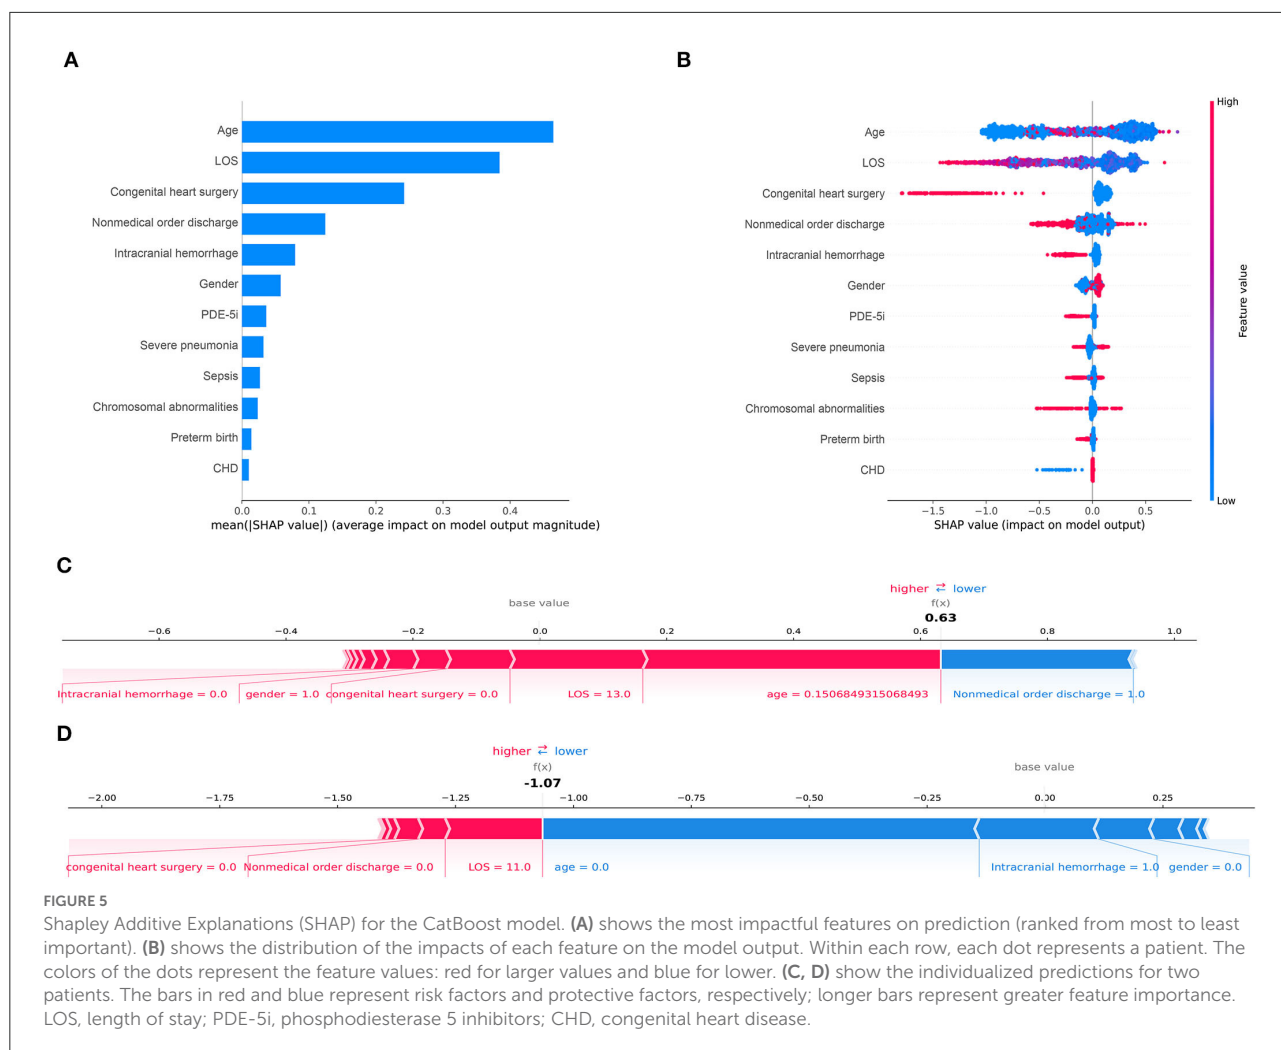 A
B
Age
LOS
Congenital heart surgery
Nonmedical order discharge
Intracranial hemorrhage
Gender
PDE-5i
Severe pneumonia
Sepsis
Chromosomal abnormalities
Preterm birth
CHD
0.0 0.1 0.2 0.3 0.4
mean(|SHAP value|) (average impact on model output magnitude)
Age
LOS
Congenital heart surgery
Nonmedical order discharge
Intracranial hemorrhage
Gender
PDE-5i
Severe pneumonia
Sepsis
Chromosomal abnormalities
Preterm birth
CHD
−1.5 −1.0 −0.5 0.0 0.5
SHAP value (impact on model output)
High
Feature value
Low
C
higher ⇄ lower
base value f(x)
0.63
−0.6 −0.4 −0.2 0.0 0.2 0.4 0.6 0.8 1.0
Intracranial hemorrhage = 0.0 gender = 1.0 congenital heart surgery = 0.0 LOS = 13.0 age = 0.1506849315068493 Nonmedical order discharge = 1.0
D
higher ⇄ lower
f(x) base value
-1.07
−2.00 −1.75 −1.50 −1.25 −1.00 −0.75 −0.50 −0.25 0.00 0.25
congenital heart surgery = 0.0 Nonmedical order discharge = 0.0 LOS = 11.0 age = 0.0 Intracranial hemorrhage = 1.0 gender = 0.0
FIGURE 5
Shapley Additive Explanations (SHAP) for the CatBoost model. (A) shows the most impactful features on prediction (ranked from most to least
important). (B) shows the distribution of the impacts of each feature on the model output. Within each row, each dot represents a patient. The
colors of the dots represent the feature values: red for larger values and blue for lower. (C, D) show the individualized predictions for two
patients. The bars in red and blue represent risk factors and protective factors, respectively; longer bars represent greater feature importance.
LOS, length of stay; PDE-5i, phosphodiesterase 5 inhibitors; CHD, congenital heart disease.